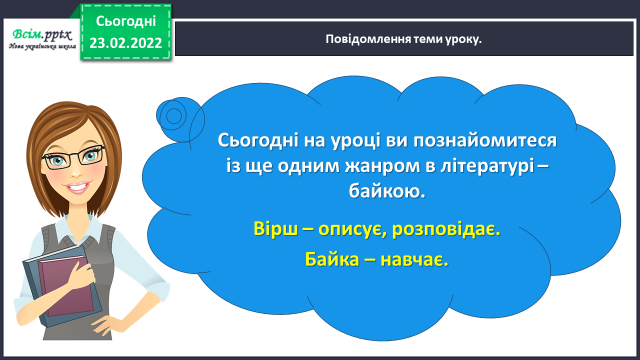 Всім.pptx
Нова українська школа
Сьогодні
23.02.2022
Повідомлення теми уроку.
Сьогодні на уроці ви познайомитеся
із ще одним жанром в літературі –
байкою.
Вірш – описує, розповідає.
Байка – навчає.